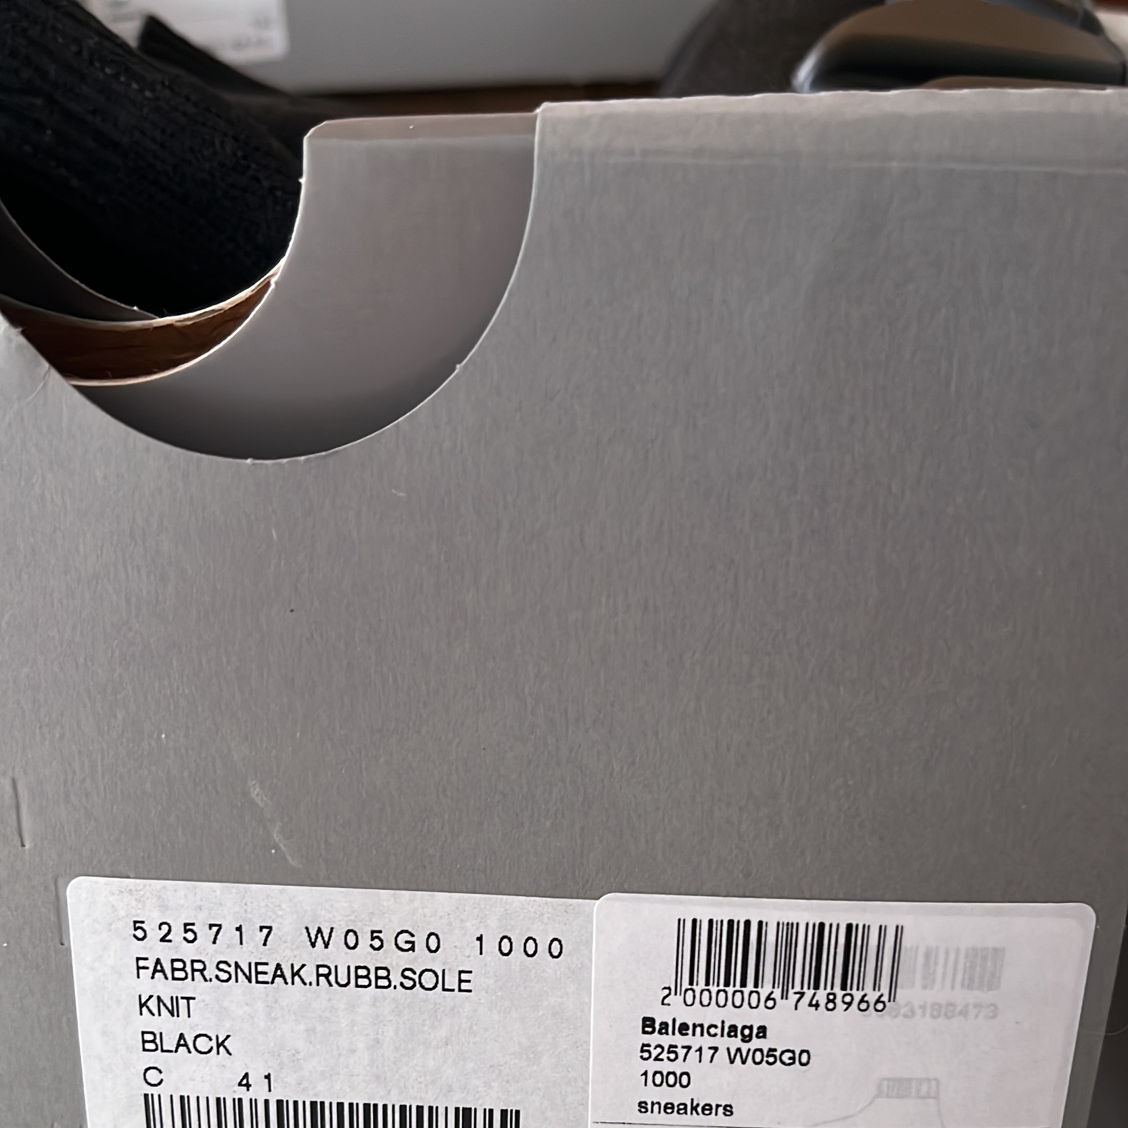 525717 W05G0 1000
FABR.SNEAK.RUBB.SOLE
KNIT
BLACK
C 41
2 000006 748966
Balenciaga
525717 W05G0
1000
sneakers